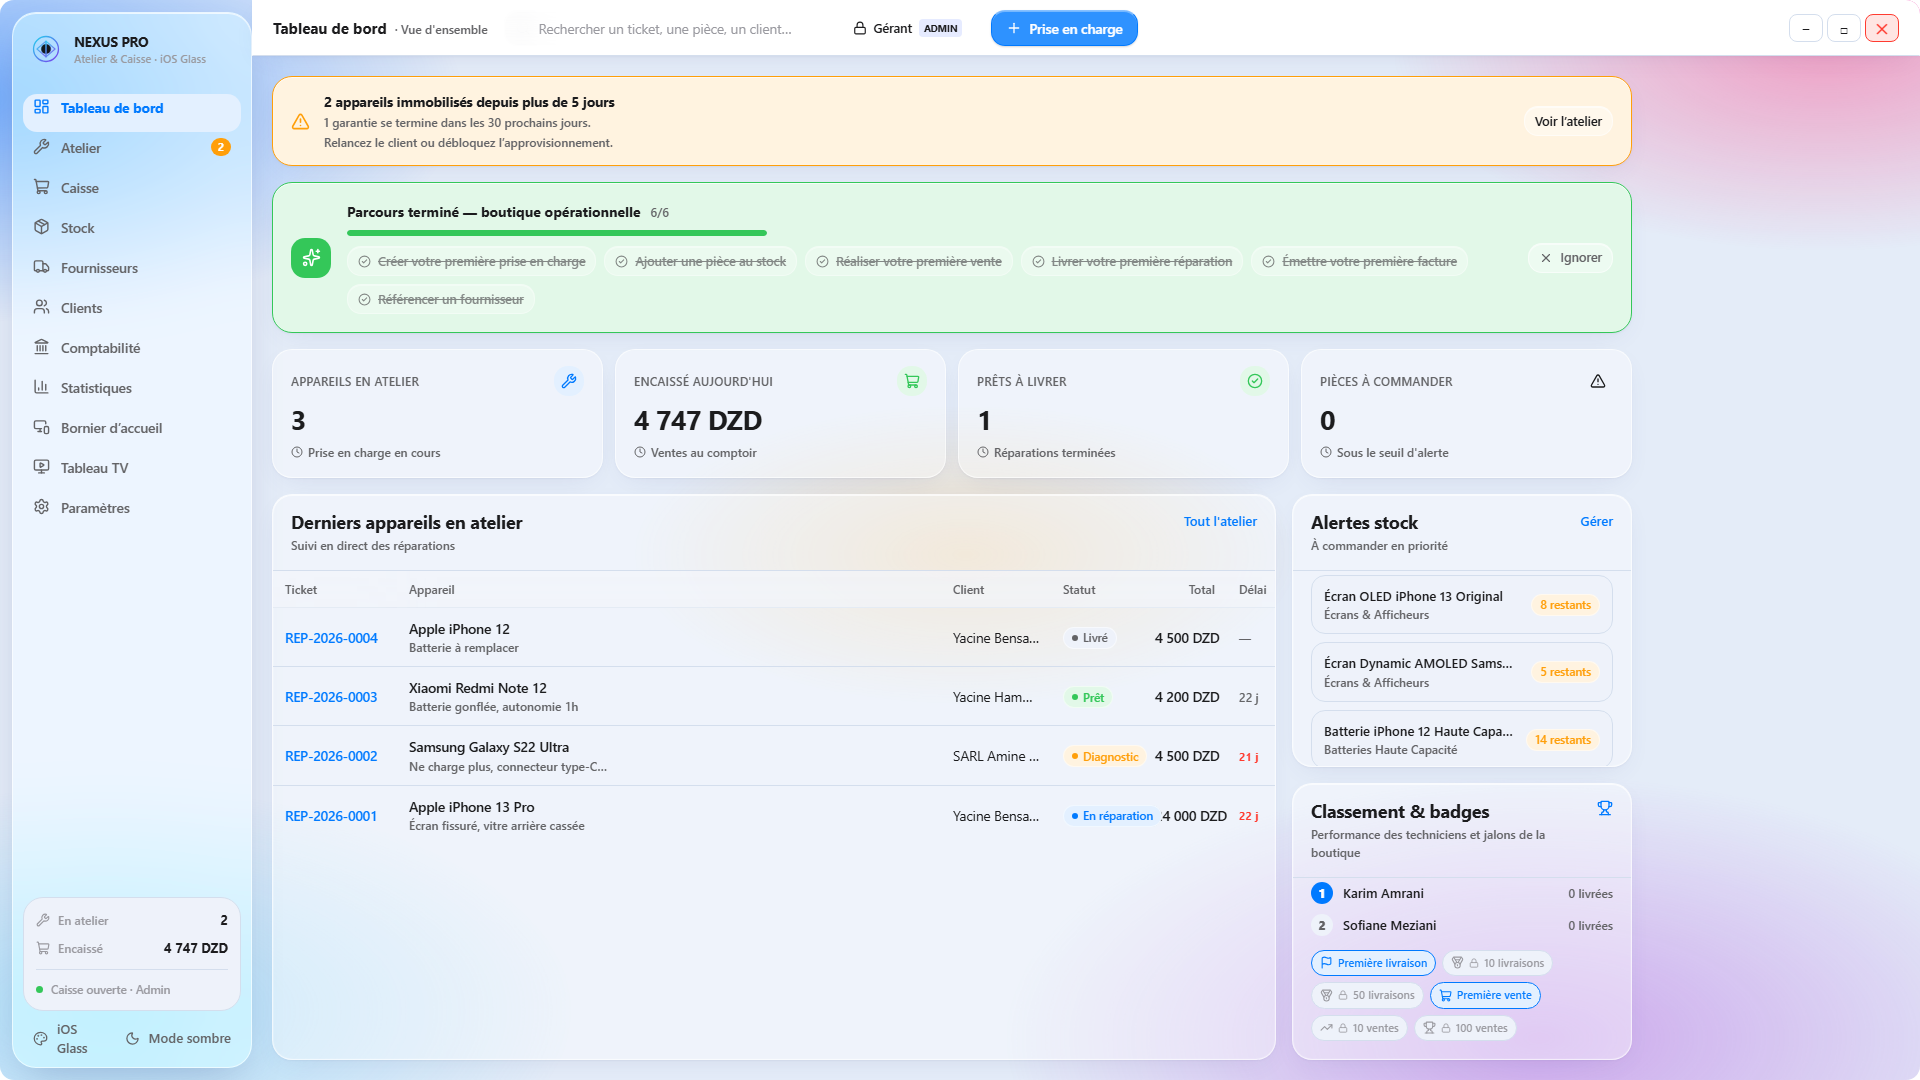 NEXUS PRO
Atelier & Caisse · iOS Glass
Tableau de bord
Atelier
2
Caisse
Stock
Fournisseurs
Clients
Comptabilité
Statistiques
Bornier d'accueil
Tableau TV
Paramètres
En atelier 2
Encaissé 4 747 DZD
Caisse ouverte · Admin
iOS Glass
Mode sombre
Tableau de bord · Vue d'ensemble
Rechercher un ticket, une pièce, un client...
Gérant ADMIN
Prise en charge
2 appareils immobilisés depuis plus de 5 jours
1 garantie se termine dans les 30 prochains jours.
Relancez le client ou débloquez l'approvisionnement.
Voir l'atelier
Parcours terminé — boutique opérationnelle 6/6
Créer votre première prise en charge
Ajouter une pièce au stock
Réaliser votre première vente
Livrer votre première réparation
Émettre votre première facture
Référencer un fournisseur
Ignorer
APPAREILS EN ATELIER
3
Prise en charge en cours
ENCAISSÉ AUJOURD'HUI
4 747 DZD
Ventes au comptoir
PRÊTS À LIVRER
1
Réparations terminées
PIÈCES À COMMANDER
0
Sous le seuil d'alerte
Derniers appareils en atelier
Suivi en direct des réparations
Tout l'atelier
Ticket Appareil Client Statut Total Délai
REP-2026-0004 Apple iPhone 12 Yacine Bensa... Livré 4 500 DZD —
Batterie à remplacer
REP-2026-0003 Xiaomi Redmi Note 12 Yacine Ham... Prêt 4 200 DZD 22 j
Batterie gonflée, autonomie 1h
REP-2026-0002 Samsung Galaxy S22 Ultra SARL Amine ... Diagnostic 4 500 DZD 21 j
Ne charge plus, connecteur type-C...
REP-2026-0001 Apple iPhone 13 Pro Yacine Bensa... En réparation 4 000 DZD 22 j
Écran fissuré, vitre arrière cassée
Alertes stock
À commander en priorité
Gérer
Écran OLED iPhone 13 Original
Écrans & Afficheurs
8 restants
Écran Dynamic AMOLED Sams...
Écrans & Afficheurs
5 restants
Batterie iPhone 12 Haute Capa...
Batteries Haute Capacité
14 restants
Classement & badges
Performance des techniciens et jalons de la
boutique
1 Karim Amrani 0 livrées
2 Sofiane Meziani 0 livrées
Première livraison
10 livraisons
50 livraisons
Première vente
10 ventes
100 ventes